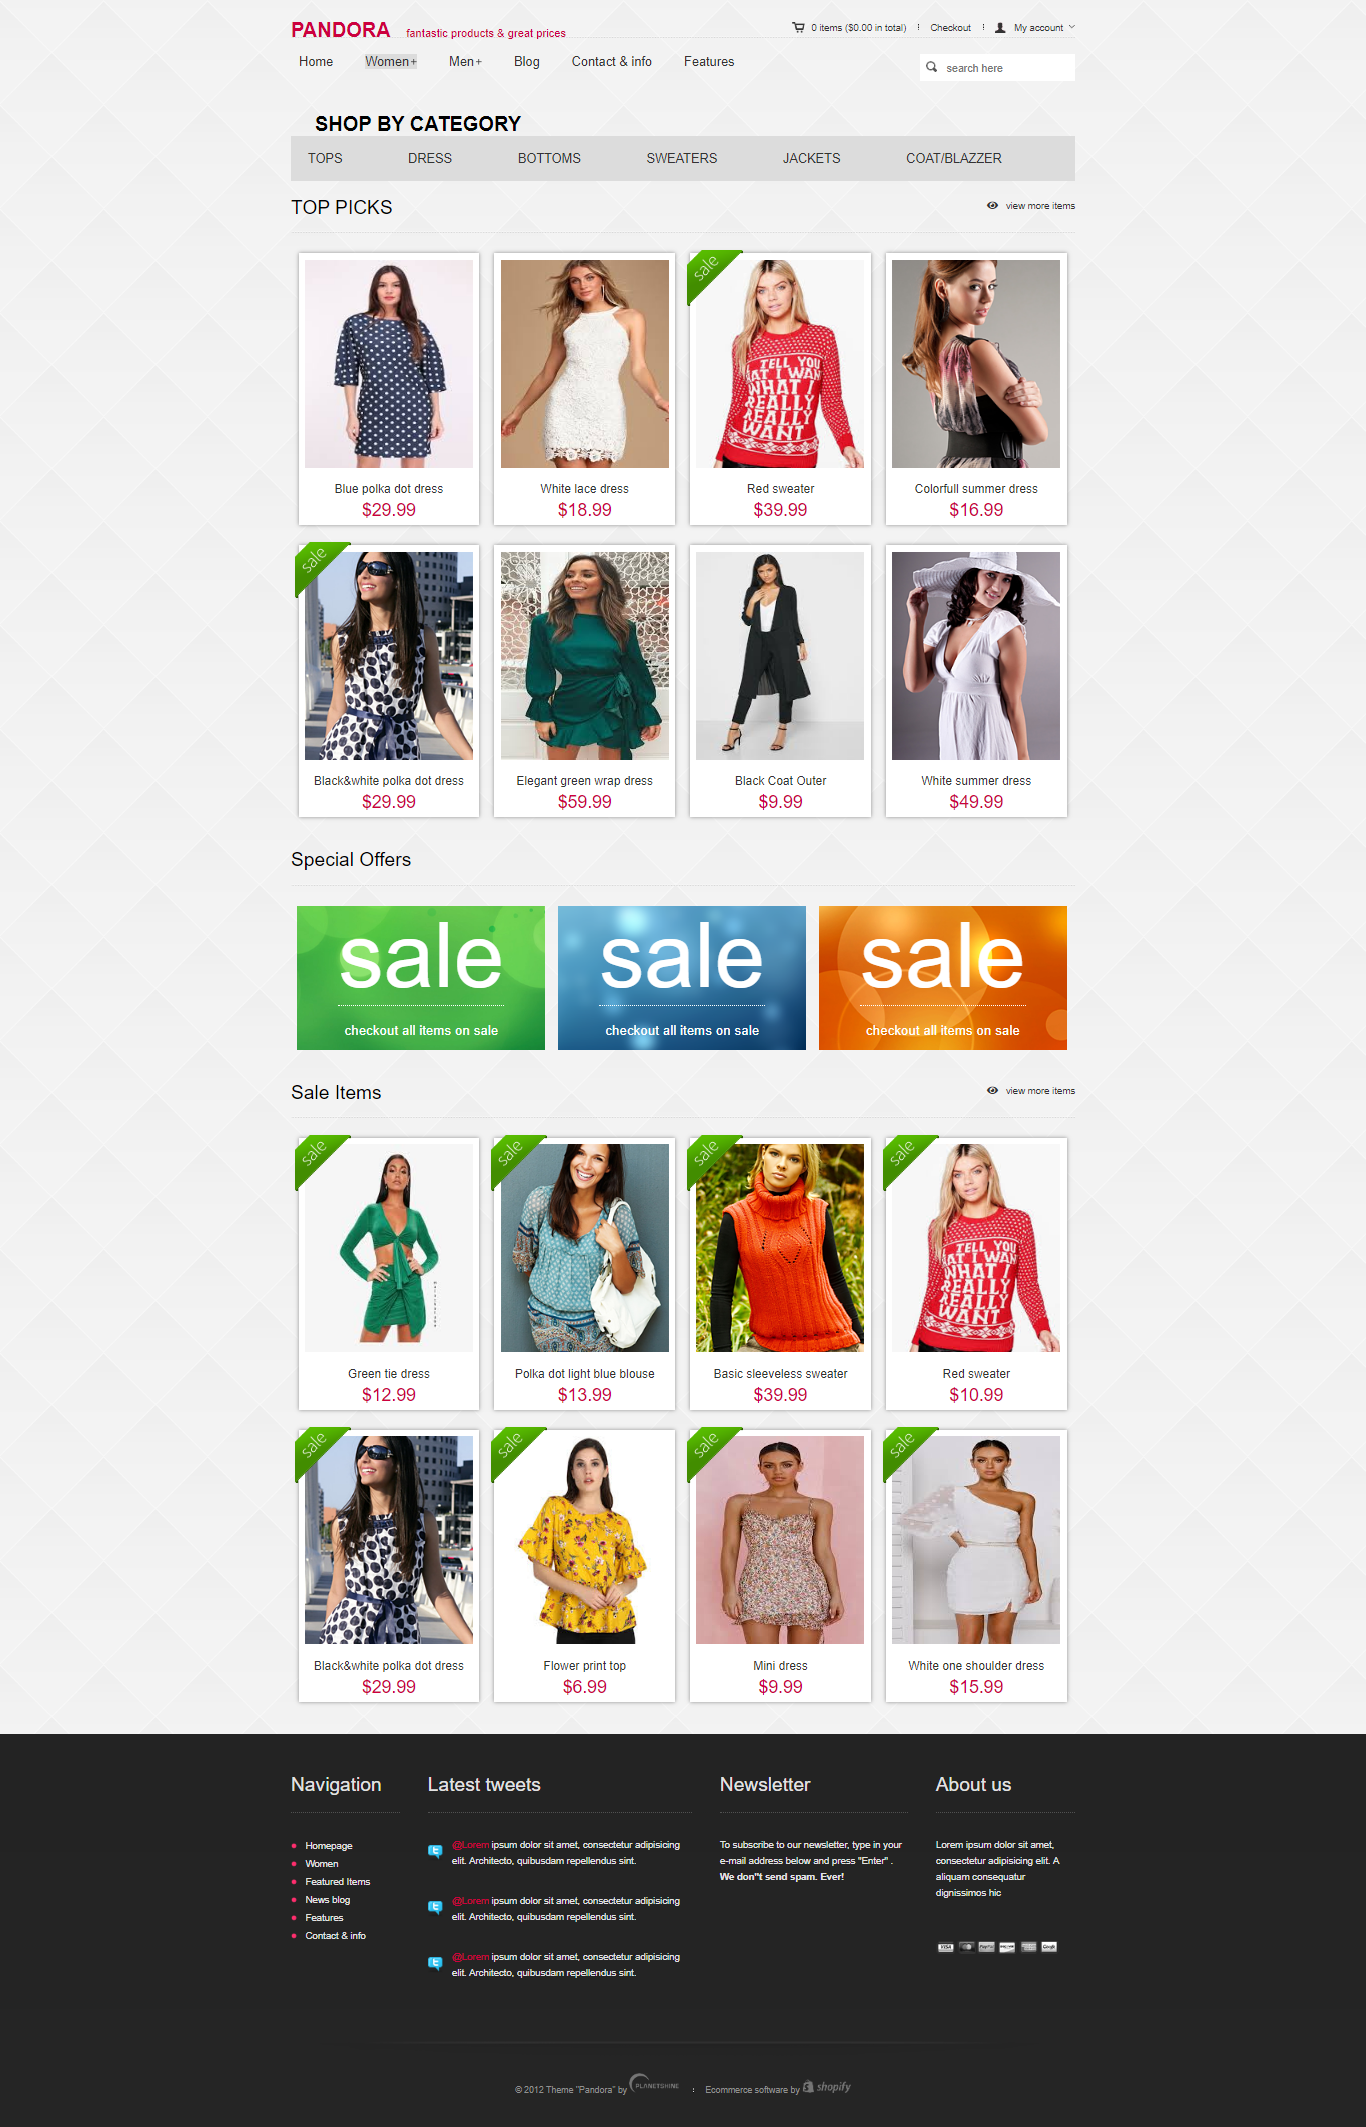 PANDORA fantastic products & great prices
0 items ($0.00 in total) Checkout My account
Home Women+ Men+ Blog Contact & info Features
search here
SHOP BY CATEGORY
TOPS DRESS BOTTOMS SWEATERS JACKETS COAT/BLAZZER
TOP PICKS
view more items
sale
TELL YOU
WHAT I
REALLY
REALLY
WANT
Blue polka dot dress
$29.99
White lace dress
$18.99
Red sweater
$39.99
Colorfull summer dress
$16.99
sale
Black&white polka dot dress
$29.99
Elegant green wrap dress
$59.99
Black Coat Outer
$9.99
White summer dress
$49.99
Special Offers
sale
checkout all items on sale
sale
checkout all items on sale
sale
checkout all items on sale
Sale Items
view more items
sale
sale
sale
sale
TELL YOU
WHAT I
REALLY
REALLY
WANT
Green tie dress
$12.99
Polka dot light blue blouse
$13.99
Basic sleeveless sweater
$39.99
Red sweater
$10.99
sale
sale
sale
sale
Black&white polka dot dress
$29.99
Flower print top
$6.99
Mini dress
$9.99
White one shoulder dress
$15.99
Navigation
Homepage
Women
Featured Items
News blog
Features
Contact & info
Latest tweets
@Lorem ipsum dolor sit amet, consectetur adipisicing
elit. Architecto, quibusdam repellendus sint.
@Lorem ipsum dolor sit amet, consectetur adipisicing
elit. Architecto, quibusdam repellendus sint.
@Lorem ipsum dolor sit amet, consectetur adipisicing
elit. Architecto, quibusdam repellendus sint.
Newsletter
To subscribe to our newsletter, type in your
e-mail address below and press "Enter" .
We don"t send spam. Ever!
About us
Lorem ipsum dolor sit amet,
consectetur adipisicing elit. A
aliquam consequatur
dignissimos hic
VISA PayPal
© 2012 Theme "Pandora" by PLANETSHINE
Ecommerce software by shopify